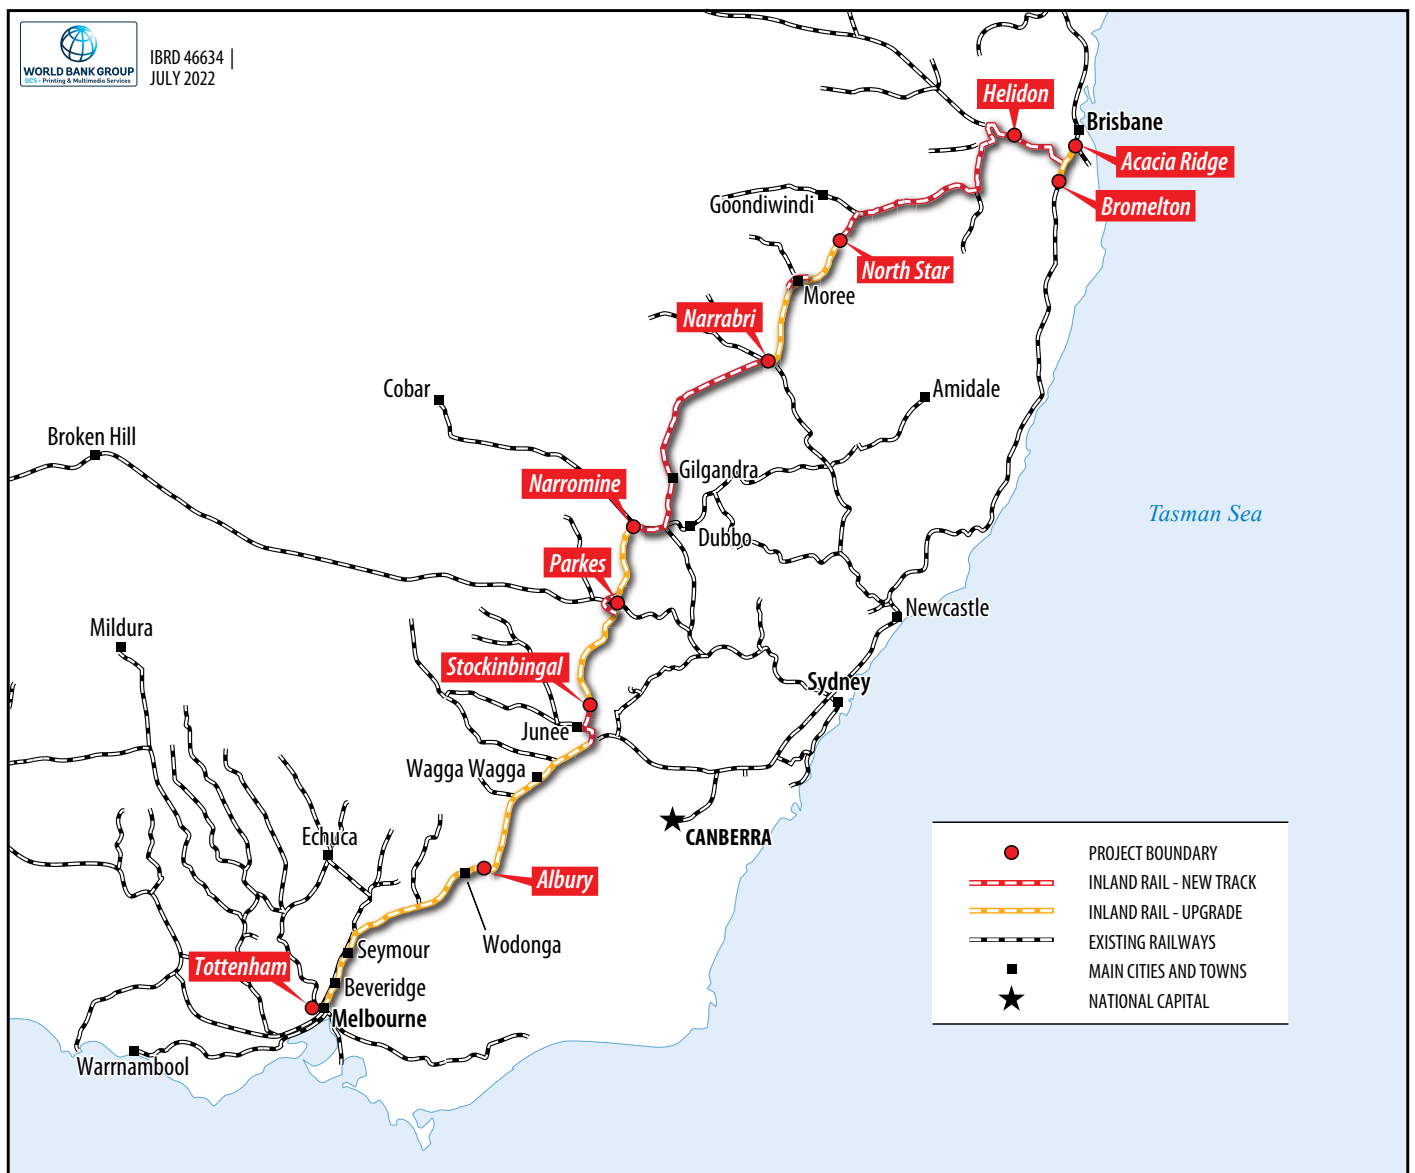 WORLD BANK GROUP
GCS - Printing & Multimedia Services
IBRD 46634 |
JULY 2022
Helidon
Brisbane
Acacia Ridge
Bromelton
Goondiwindi
North Star
Moree
Narrabri
Cobar
Amidale
Broken Hill
Gilgandra
Narromine
Tasman Sea
Dubbo
Parkes
Newcastle
Mildura
Stockinbingal
Sydney
Junee
Wagga Wagga
Echuca
CANBERRA
Albury
Wodonga
Seymour
Tottenham
Beveridge
Melbourne
Warrnambool
PROJECT BOUNDARY
INLAND RAIL - NEW TRACK
INLAND RAIL - UPGRADE
EXISTING RAILWAYS
MAIN CITIES AND TOWNS
NATIONAL CAPITAL